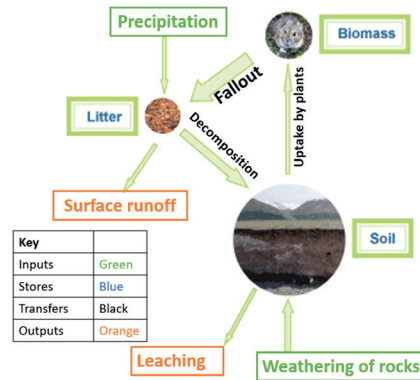 Precipitation
Biomass
Fallout
Litter
Decomposition
Uptake by plants
Surface runoff
Soil
Key
Inputs Green
Stores Blue
Transfers Black
Outputs Orange
Leaching
Weathering of rocks